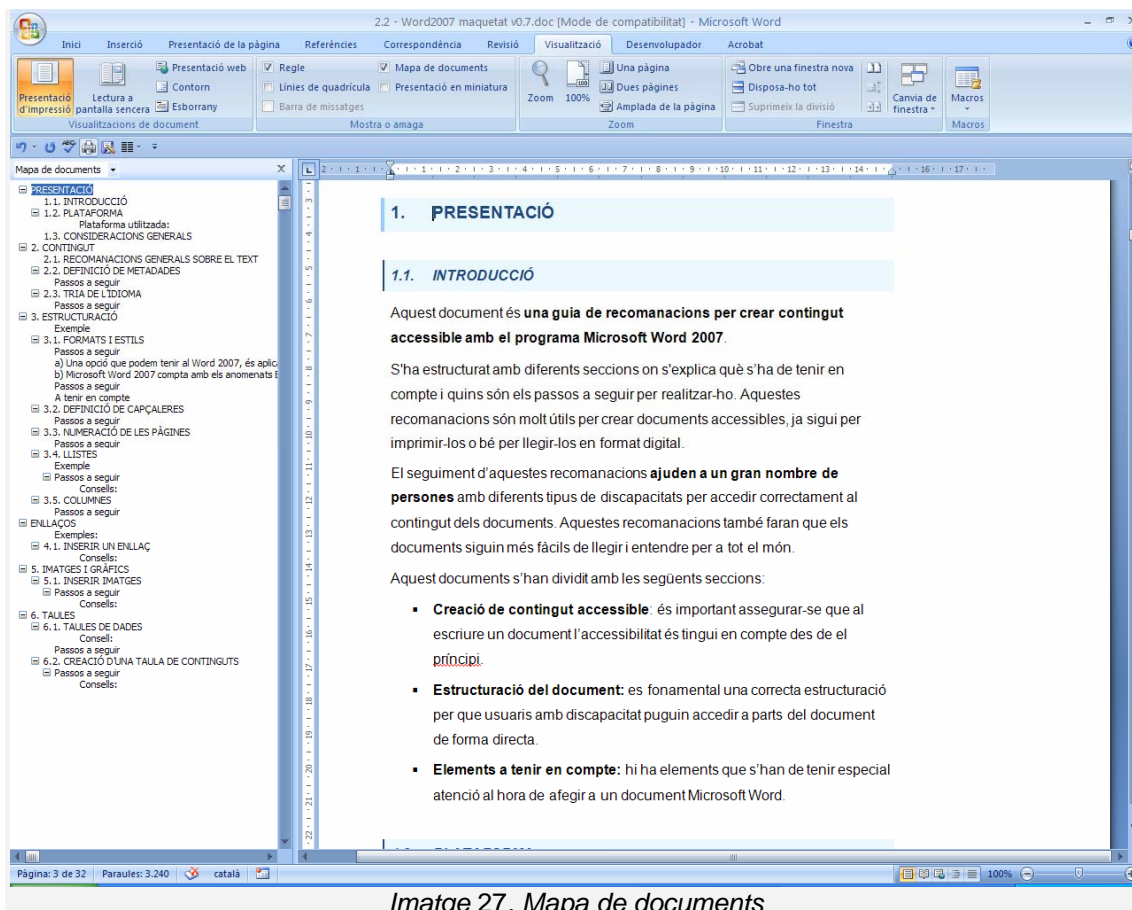 2.2 - Word2007 maquetat v0.7.doc [Mode de compatibilitat] - Microsoft Word
Inici Inserció Presentació de la pàgina Referències Correspondència Revisió Visualització Desenvolupador Acrobat
Presentació d'impressió
Lectura a pantalla sencera
Presentació web
Contorn
Esborrany
Visualitzacions de document
Regle
Línies de quadrícula
Barra de missatges
Mapa de documents
Presentació en miniatura
Mostra o amaga
Zoom
100%
Una pàgina
Dues pàgines
Amplada de la pàgina
Zoom
Obre una finestra nova
Disposa-ho tot
Suprimeix la divisió
Canvia de finestra
Finestra
Macros
Macros
Mapa de documents
PRESENTACIÓ
1.1. INTRODUCCIÓ
1.2. PLATAFORMA
Plataforma utilitzada:
1.3. CONSIDERACIONS GENERALS
2. CONTINGUT
2.1. RECOMANACIONS GENERALS SOBRE EL TEXT
2.2. DEFINICIÓ DE METADADES
Passos a seguir
2.3. TRIA DE L'IDIOMA
Passos a seguir
3. ESTRUCTURACIÓ
Exemple
3.1. FORMATS I ESTILS
Passos a seguir
a) Una opció que podem tenir al Word 2007, és aplic
b) Microsoft Word 2007 compta amb els anomenats E
Passos a seguir
A tenir en compte
3.2. DEFINICIÓ DE CAPÇALERES
Passos a seguir
3.3. NUMERACIÓ DE LES PÀGINES
Passos a seguir
3.4. LLISTES
Exemple
Passos a seguir
Consells:
3.5. COLUMNES
Passos a seguir
ENLLAÇOS
Exemples:
4.1. INSERIR UN ENLLAÇ
Consells:
5. IMATGES I GRÀFICS
5.1. INSERIR IMATGES
Passos a seguir
Consells:
6. TAULES
6.1. TAULES DE DADES
Consell:
Passos a seguir
6.2. CREACIÓ D'UNA TAULA DE CONTINGUTS
Passos a seguir
Consells:
1. PRESENTACIÓ
1.1. INTRODUCCIÓ
Aquest document és una guia de recomanacions per crear contingut
accessible amb el programa Microsoft Word 2007.
S'ha estructurat amb diferents seccions on s'explica què s'ha de tenir en
compte i quins són els passos a seguir per realitzar-ho. Aquestes
recomanacions són molt útils per crear documents accessibles, ja sigui per
imprimir-los o bé per llegir-los en format digital.
El seguiment d'aquestes recomanacions ajuden a un gran nombre de
persones amb diferents tipus de discapacitats per accedir correctament al
contingut dels documents. Aquestes recomanacions també faran que els
documents siguin més fàcils de llegir i entendre per a tot el món.
Aquest documents s'han dividit amb les següents seccions:
▪ Creació de contingut accessible: és important assegurar-se que al
escriure un document l'accessibilitat és tingui en compte des de el
príncipi.
▪ Estructuració del document: es fonamental una correcta estructuració
per que usuaris amb discapacitat puguin accedir a parts del document
de forma directa.
▪ Elements a tenir en compte: hi ha elements que s'han de tenir especial
atenció al hora de afegir a un document Microsoft Word.
Pàgina: 3 de 32 Paraules: 3.240 català 100%
Imatge 27. Mapa de documents